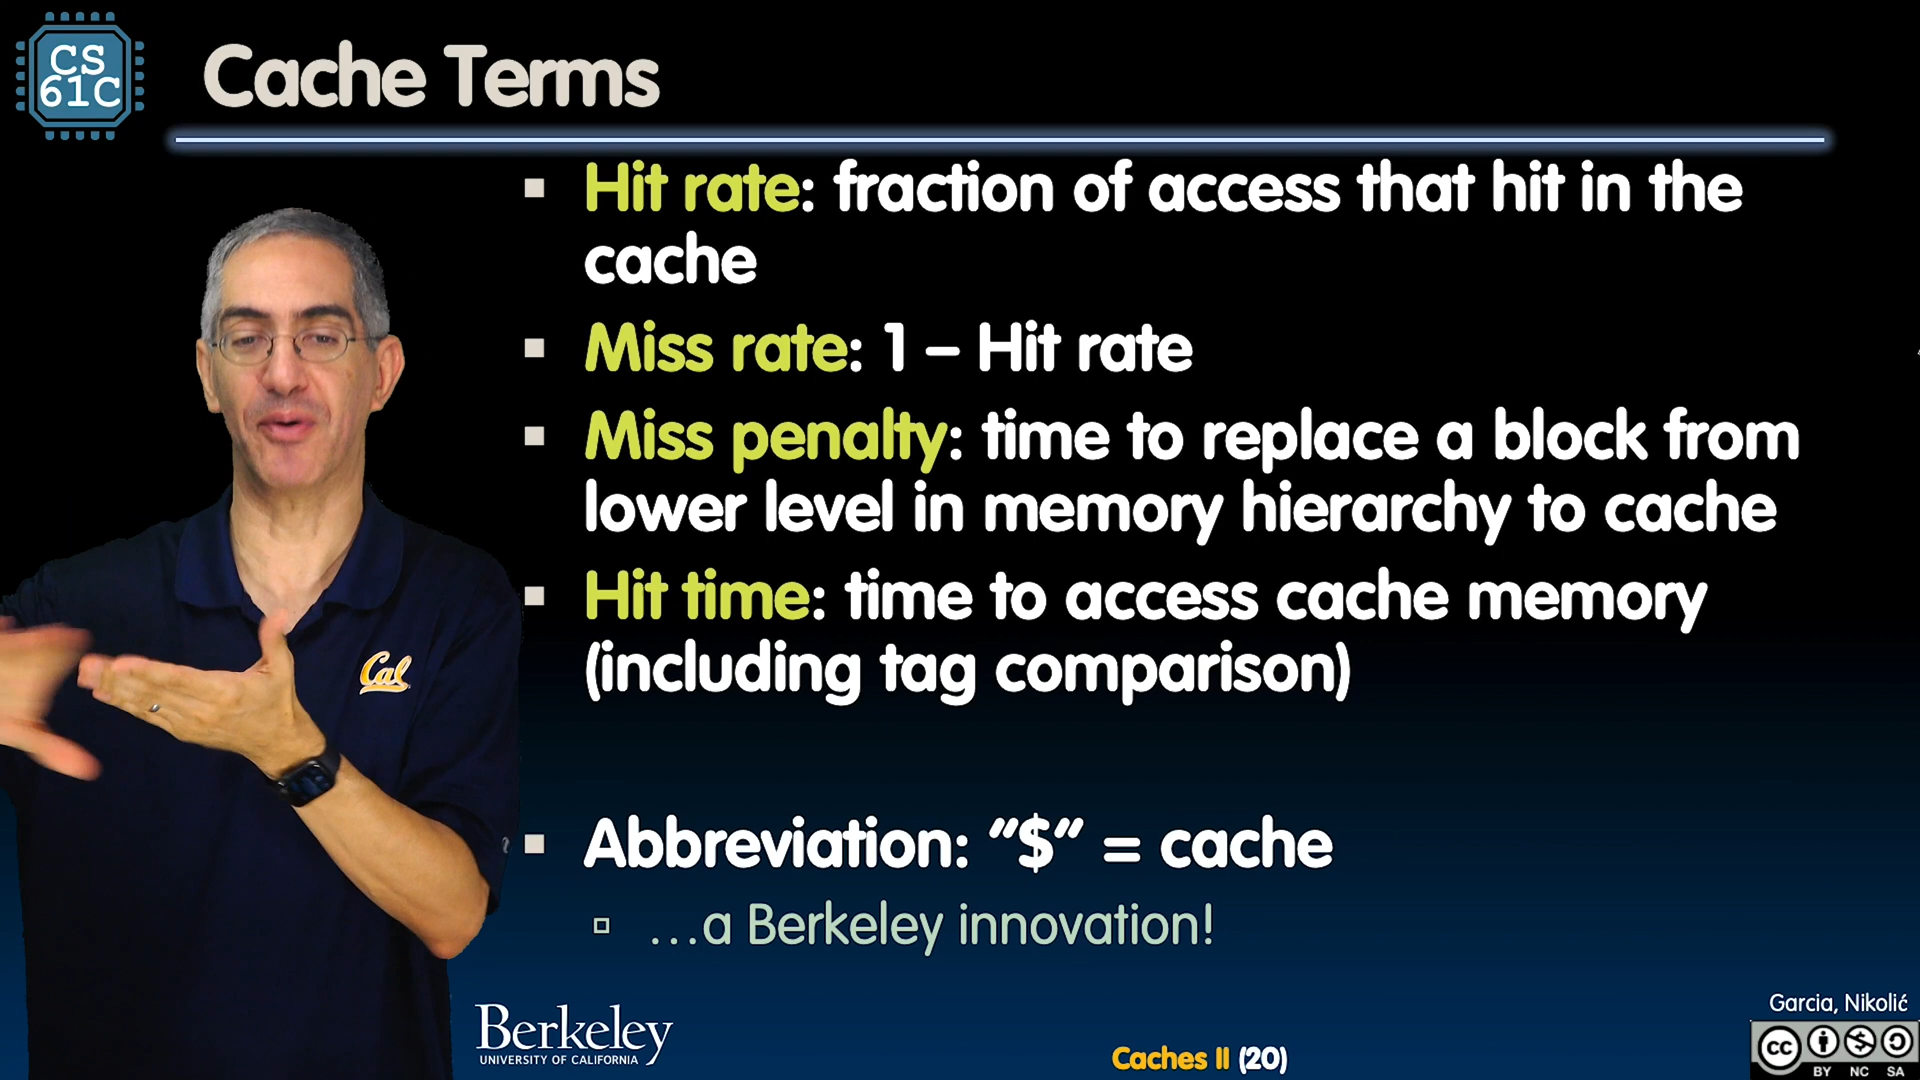 CS
61C
Cache Terms
Hit rate: fraction of access that hit in the
cache
Miss rate: 1 – Hit rate
Miss penalty: time to replace a block from
lower level in memory hierarchy to cache
Hit time: time to access cache memory
(including tag comparison)
Cal
Abbreviation: “$” = cache
…a Berkeley innovation!
Berkeley
UNIVERSITY OF CALIFORNIA
Caches II (20)
Garcia, Nikolić
cc
BY NC SA